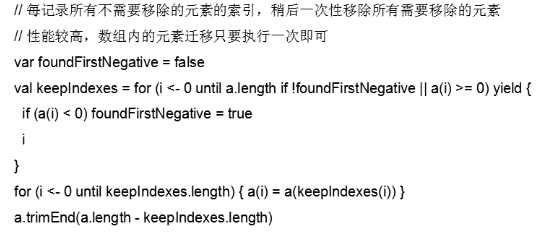 // 每记录所有不需要移除的元素的索引，稍后一次性移除所有需要移除的元素
// 性能较高，数组内的元素迁移只要执行一次即可
var foundFirstNegative = false
val keepIndexes = for (i <- 0 until a.length if !foundFirstNegative || a(i) >= 0) yield {
  if (a(i) < 0) foundFirstNegative = true
  i
}
for (i <- 0 until keepIndexes.length) { a(i) = a(keepIndexes(i)) }
a.trimEnd(a.length - keepIndexes.length)